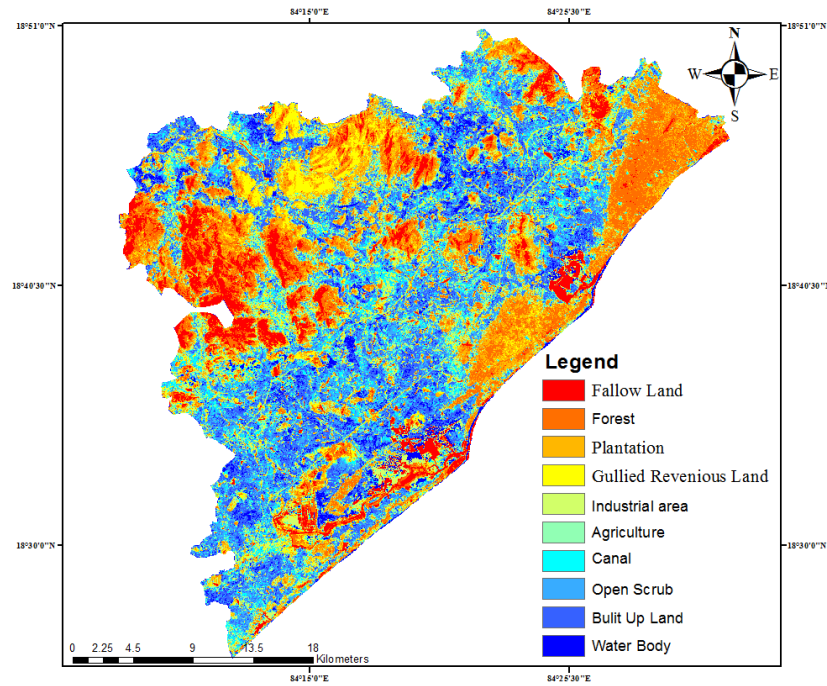 84°15'0"E 84°25'30"E
18°51'0"N 18°51'0"N
N
W E
S
18°40'30"N 18°40'30"N
Legend
Fallow Land
Forest
Plantation
Gullied Revenious Land
Industrial area
Agriculture
Canal
Open Scrub
Bulit Up Land
Water Body
18°30'0"N 18°30'0"N
0 2.25 4.5 9 13.5 18
Kilometers
84°15'0"E 84°25'30"E